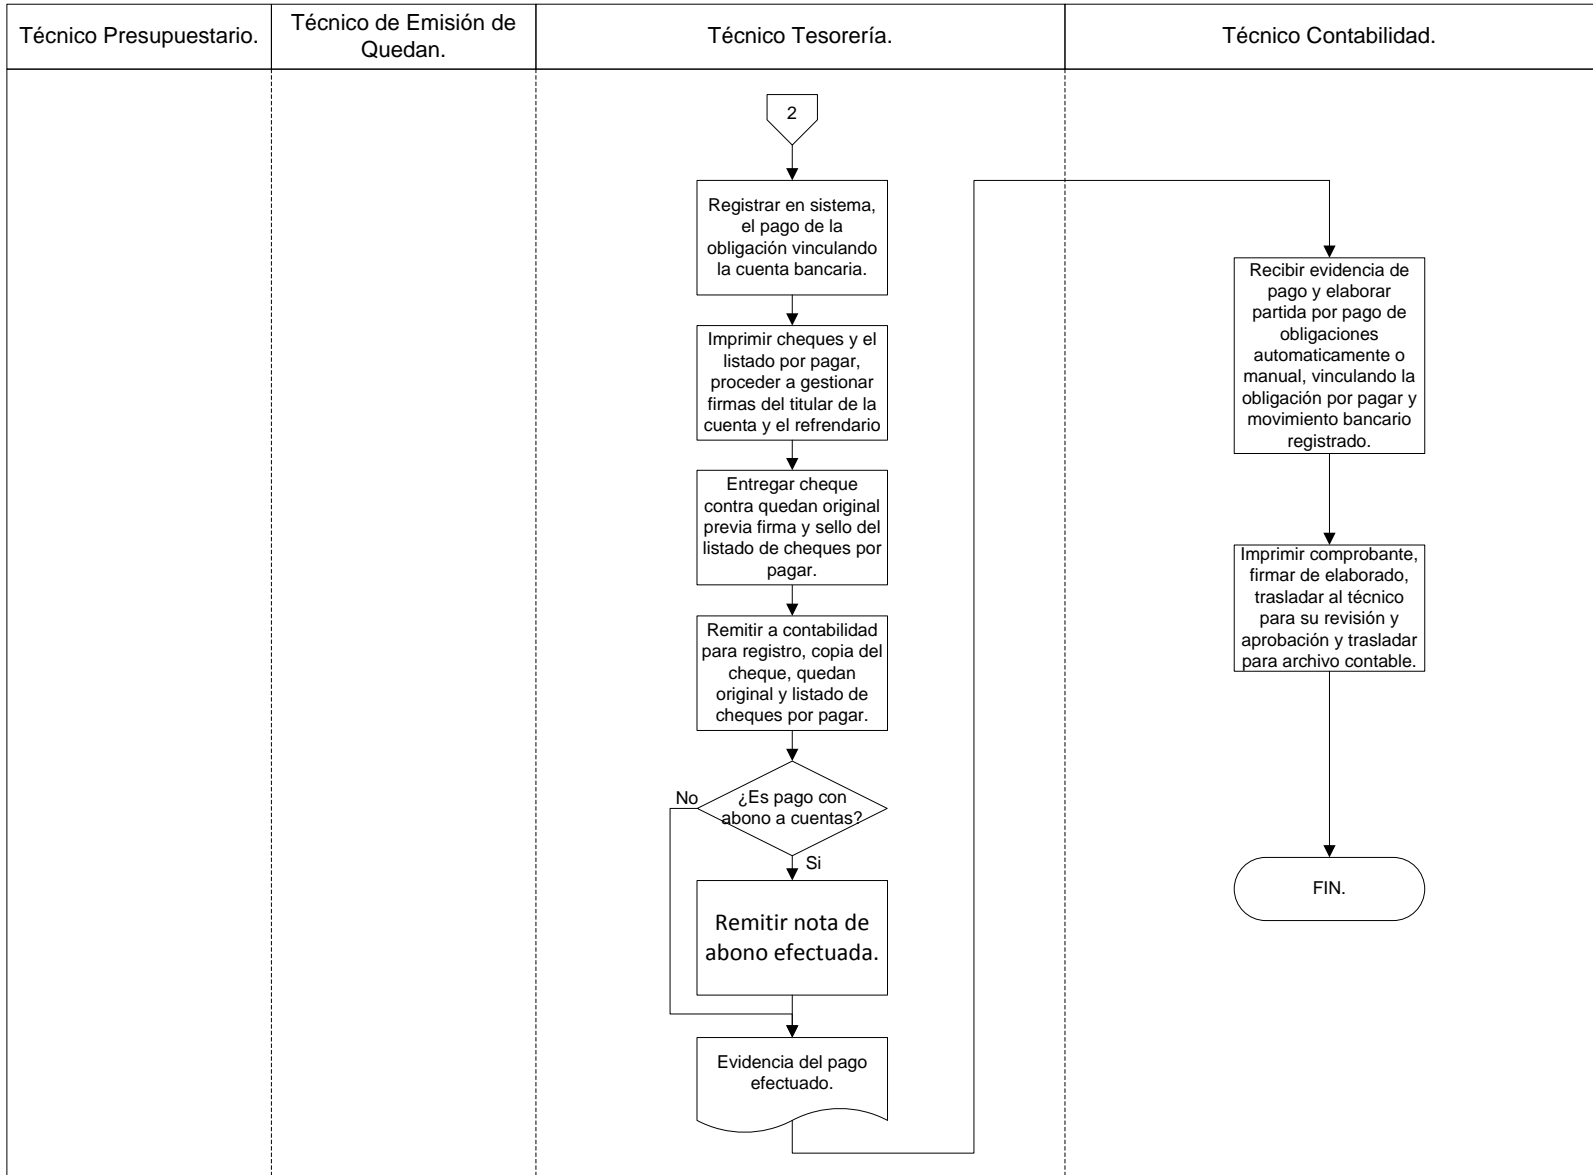 Técnico Presupuestario.
Técnico de Emisión de
Quedan.
Técnico Tesorería.
Técnico Contabilidad.
2
Registrar en sistema,
el pago de la
obligación vinculando
la cuenta bancaria.
Imprimir cheques y el
listado por pagar,
proceder a gestionar
firmas del titular de la
cuenta y el refrendario
Entregar cheque
contra quedan original
previa firma y sello del
listado de cheques por
pagar.
Remitir a contabilidad
para registro, copia del
cheque, quedan
original y listado de
cheques por pagar.
¿Es pago con
abono a cuentas?
No
Si
Remitir nota de
abono efectuada.
Evidencia del pago
efectuado.
Recibir evidencia de
pago y elaborar
partida por pago de
obligaciones
automaticamente o
manual, vinculando la
obligación por pagar y
movimiento bancario
registrado.
Imprimir comprobante,
firmar de elaborado,
trasladar al técnico
para su revisión y
aprobación y trasladar
para archivo contable.
FIN.